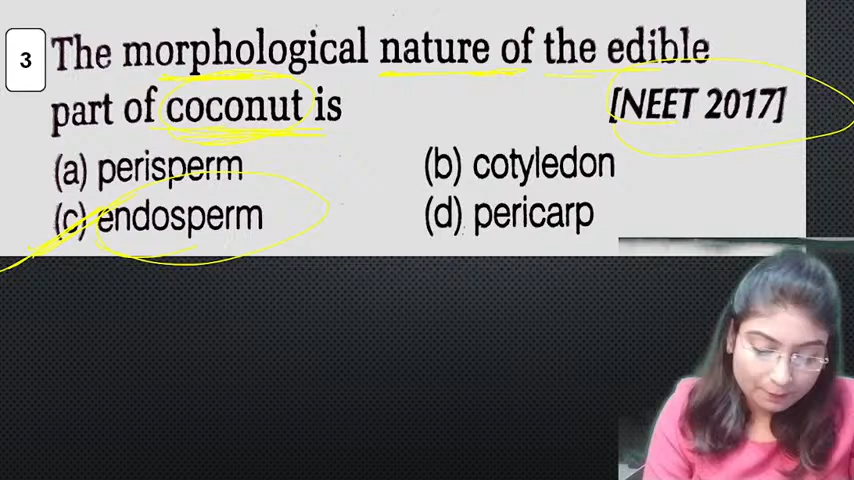 3
The morphological nature of the edible
part of coconut is
[NEET 2017]
(a) perisperm
(b) cotyledon
(c) endosperm
(d) pericarp